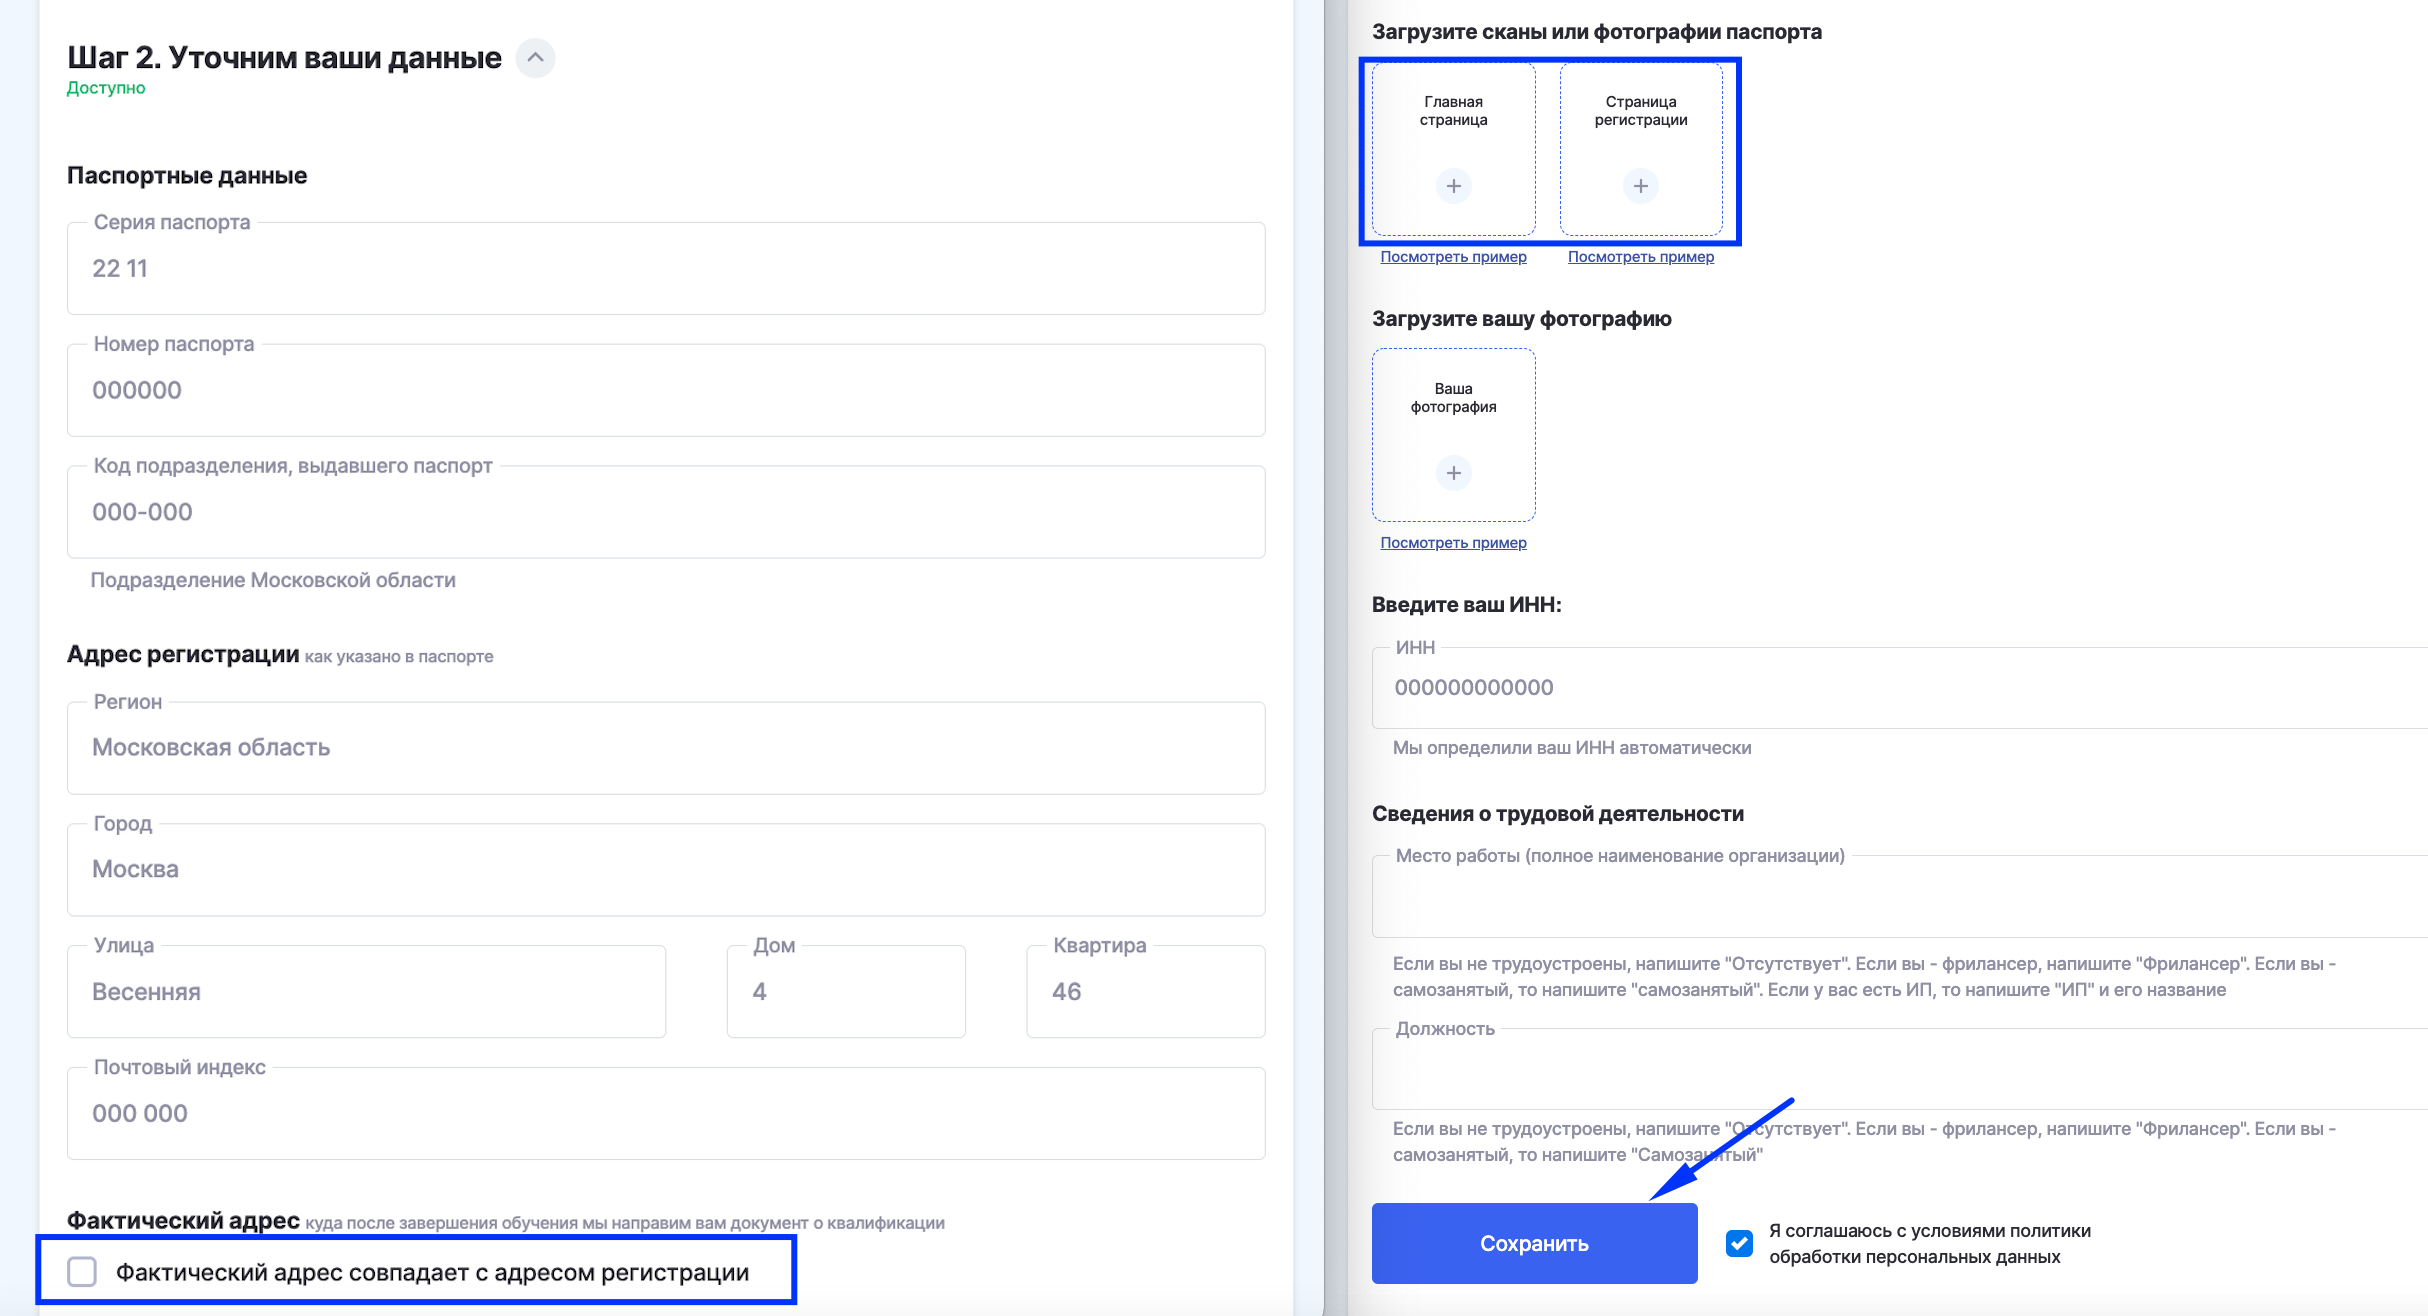 Шаг 2. Уточним ваши данные
Доступно
Паспортные данные
Серия паспорта
22 11
Номер паспорта
000000
Код подразделения, выдавшего паспорт
000-000
Подразделение Московской области
Адрес регистрации как указано в паспорте
Регион
Московская область
Город
Москва
Улица
Весенняя
Дом
4
Квартира
46
Почтовый индекс
000 000
Фактический адрес куда после завершения обучения мы направим вам документ о квалификации
Фактический адрес совпадает с адресом регистрации
Загрузите сканы или фотографии паспорта
Главная
страница
Страница
регистрации
Посмотреть пример
Посмотреть пример
Загрузите вашу фотографию
Ваша
фотография
Посмотреть пример
Введите ваш ИНН:
ИНН
000000000000
Мы определили ваш ИНН автоматически
Сведения о трудовой деятельности
Место работы (полное наименование организации)
Если вы не трудоустроены, напишите "Отсутствует". Если вы - фрилансер, напишите "Фрилансер". Если вы -
самозанятый, то напишите "самозанятый". Если у вас есть ИП, то напишите "ИП" и его название
Должность
Если вы не трудоустроены, напишите "Отсутствует". Если вы - фрилансер, напишите "Фрилансер". Если вы -
самозанятый, то напишите "Самозанятый"
Сохранить
Я соглашаюсь с условиями политики
обработки персональных данных